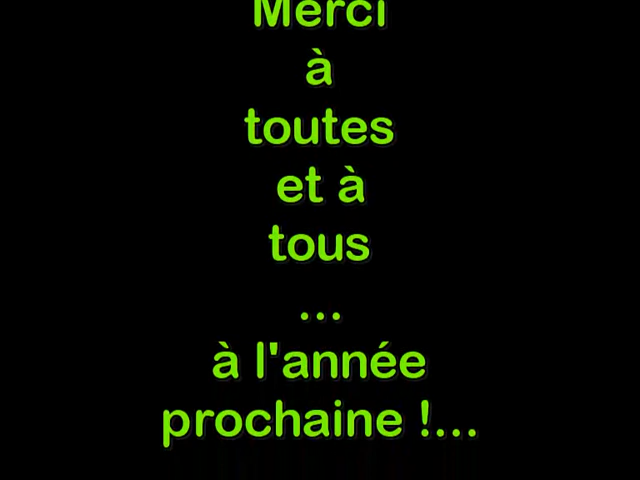 Merci
à
toutes
et à
tous
...
à l'année
prochaine !...